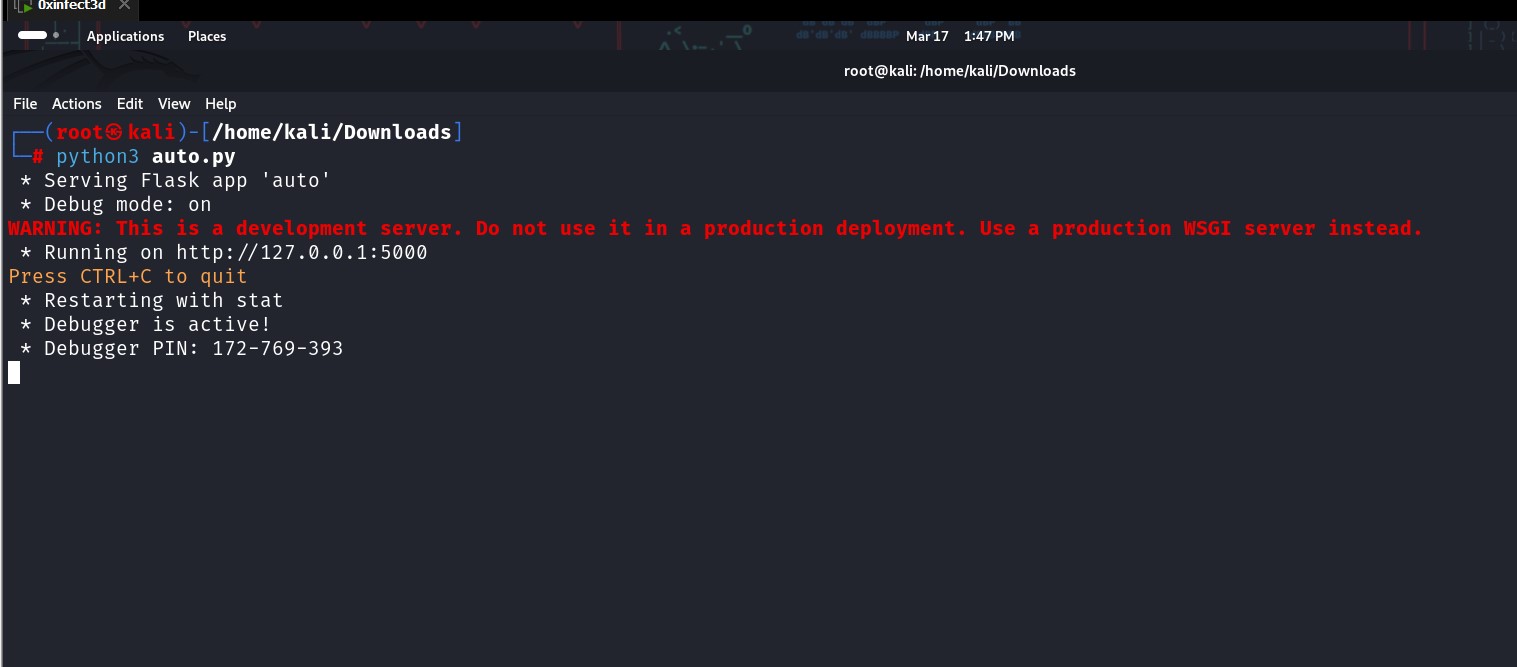 0xinfect3d
Applications Places Mar 17 1:47 PM
root@kali: /home/kali/Downloads
File Actions Edit View Help
┌──(root㉿kali)-[/home/kali/Downloads]
└─# python3 auto.py
* Serving Flask app 'auto'
* Debug mode: on
WARNING: This is a development server. Do not use it in a production deployment. Use a production WSGI server instead.
* Running on http://127.0.0.1:5000
Press CTRL+C to quit
* Restarting with stat
* Debugger is active!
* Debugger PIN: 172-769-393